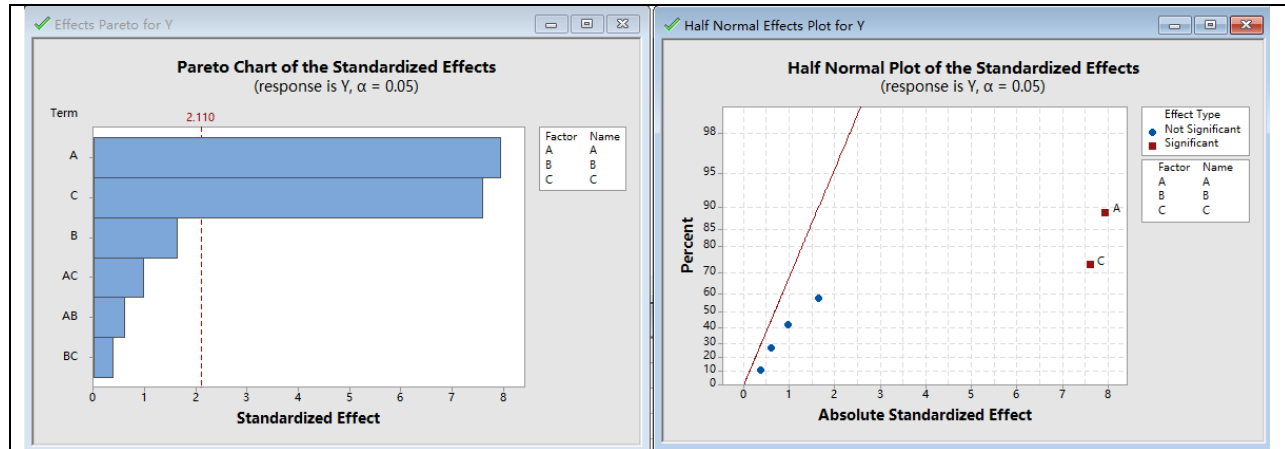 Effects Pareto for Y
Pareto Chart of the Standardized Effects
(response is Y, α = 0.05)
Term
2.110
A
C
B
AC
AB
BC
0 1 2 3 4 5 6 7 8
Standardized Effect
Factor Name
A A
B B
C C
Half Normal Effects Plot for Y
Half Normal Plot of the Standardized Effects
(response is Y, α = 0.05)
Percent
98
95
90
85
80
70
60
50
40
30
20
10
0
A
C
0 1 2 3 4 5 6 7 8
Absolute Standardized Effect
Effect Type
Not Significant
Significant
Factor Name
A A
B B
C C